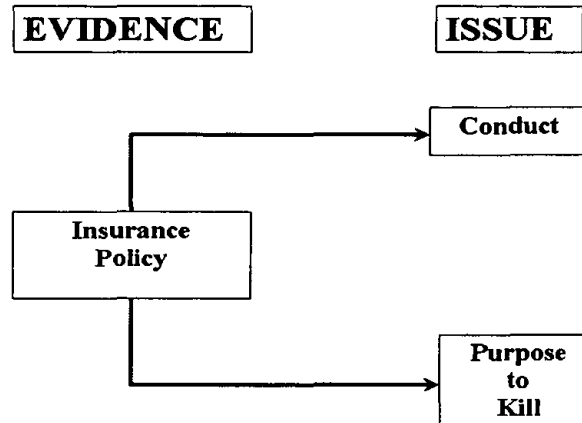 EVIDENCE
ISSUE
Conduct
Insurance
Policy
Purpose
to
Kill